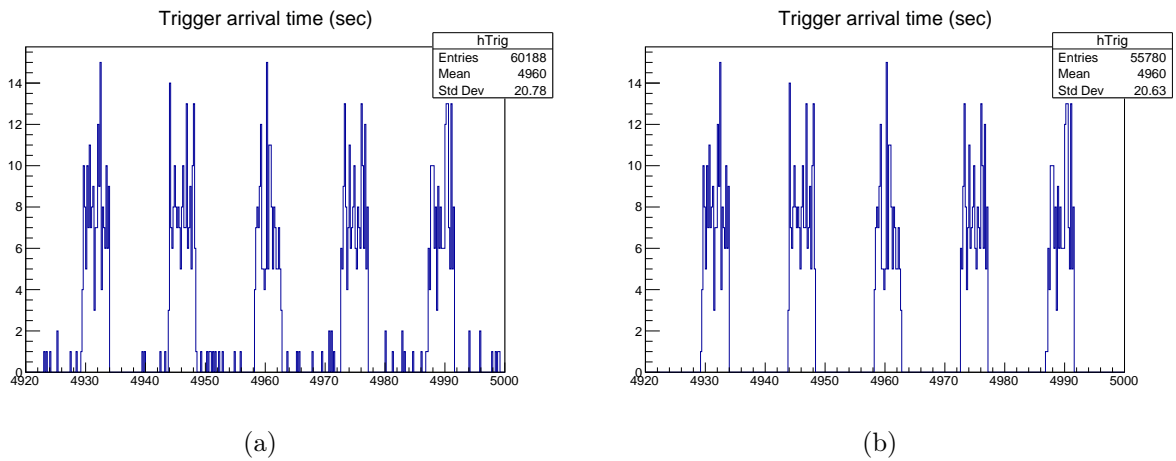 Trigger arrival time (sec)
hTrig
Entries 60188
Mean 4960
Std Dev 20.78
14
12
10
8
6
4
2
0
4920 4930 4940 4950 4960 4970 4980 4990 5000
(a)
Trigger arrival time (sec)
hTrig
Entries 55780
Mean 4960
Std Dev 20.63
14
12
10
8
6
4
2
0
4920 4930 4940 4950 4960 4970 4980 4990 5000
(b)